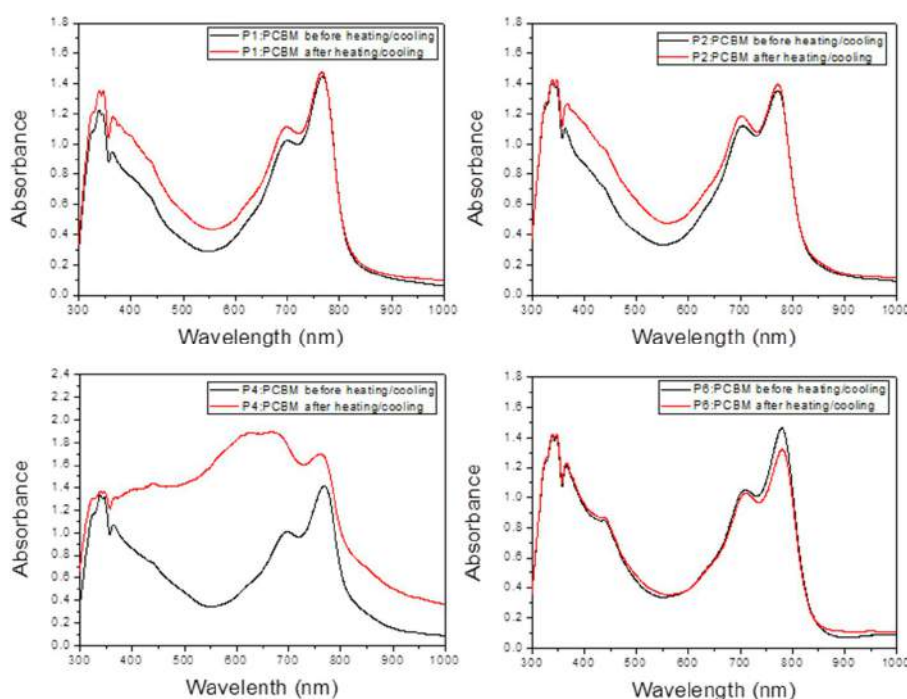 P1:PCBM before heating/cooling
P1:PCBM after heating/cooling
Absorbance
1.8
1.6
1.4
1.2
1.0
0.8
0.6
0.4
0.2
0.0
300 400 500 600 700 800 900 1000
Wavelength (nm)
P2:PCBM before heating/cooling
P2:PCBM after heating/cooling
Absorbance
1.8
1.6
1.4
1.2
1.0
0.8
0.6
0.4
0.2
0.0
300 400 500 600 700 800 900 1000
Wavelength (nm)
P4:PCBM before heating/cooling
P4:PCBM after heating/cooling
Absorbance
2.4
2.2
2.0
1.8
1.6
1.4
1.2
1.0
0.8
0.6
0.4
0.2
0.0
300 400 500 600 700 800 900 1000
Wavelenth (nm)
P6:PCBM before heating/cooling
P6:PCBM after heating/cooling
Absorbance
1.8
1.6
1.4
1.2
1.0
0.8
0.6
0.4
0.2
0.0
300 400 500 600 700 800 900 1000
Wavelength (nm)